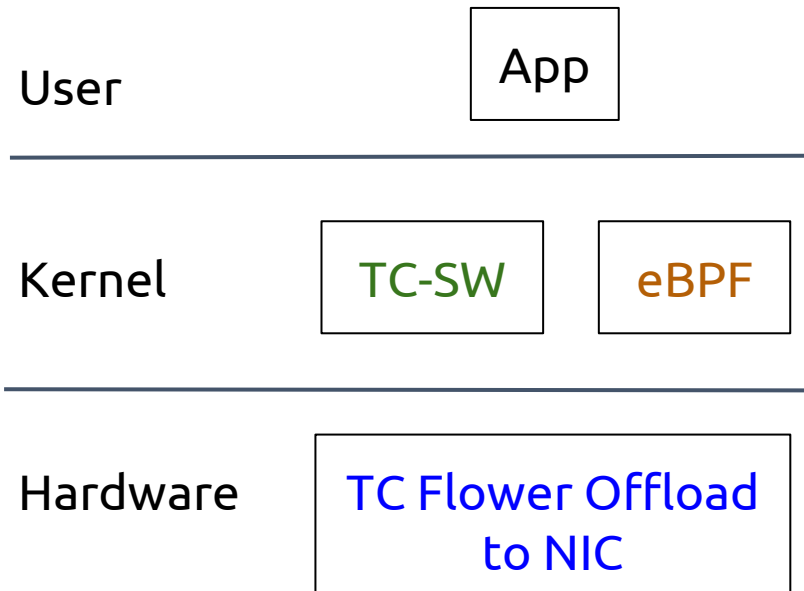 User
App
Kernel
TC-SW
eBPF
Hardware
TC Flower Offload
to NIC